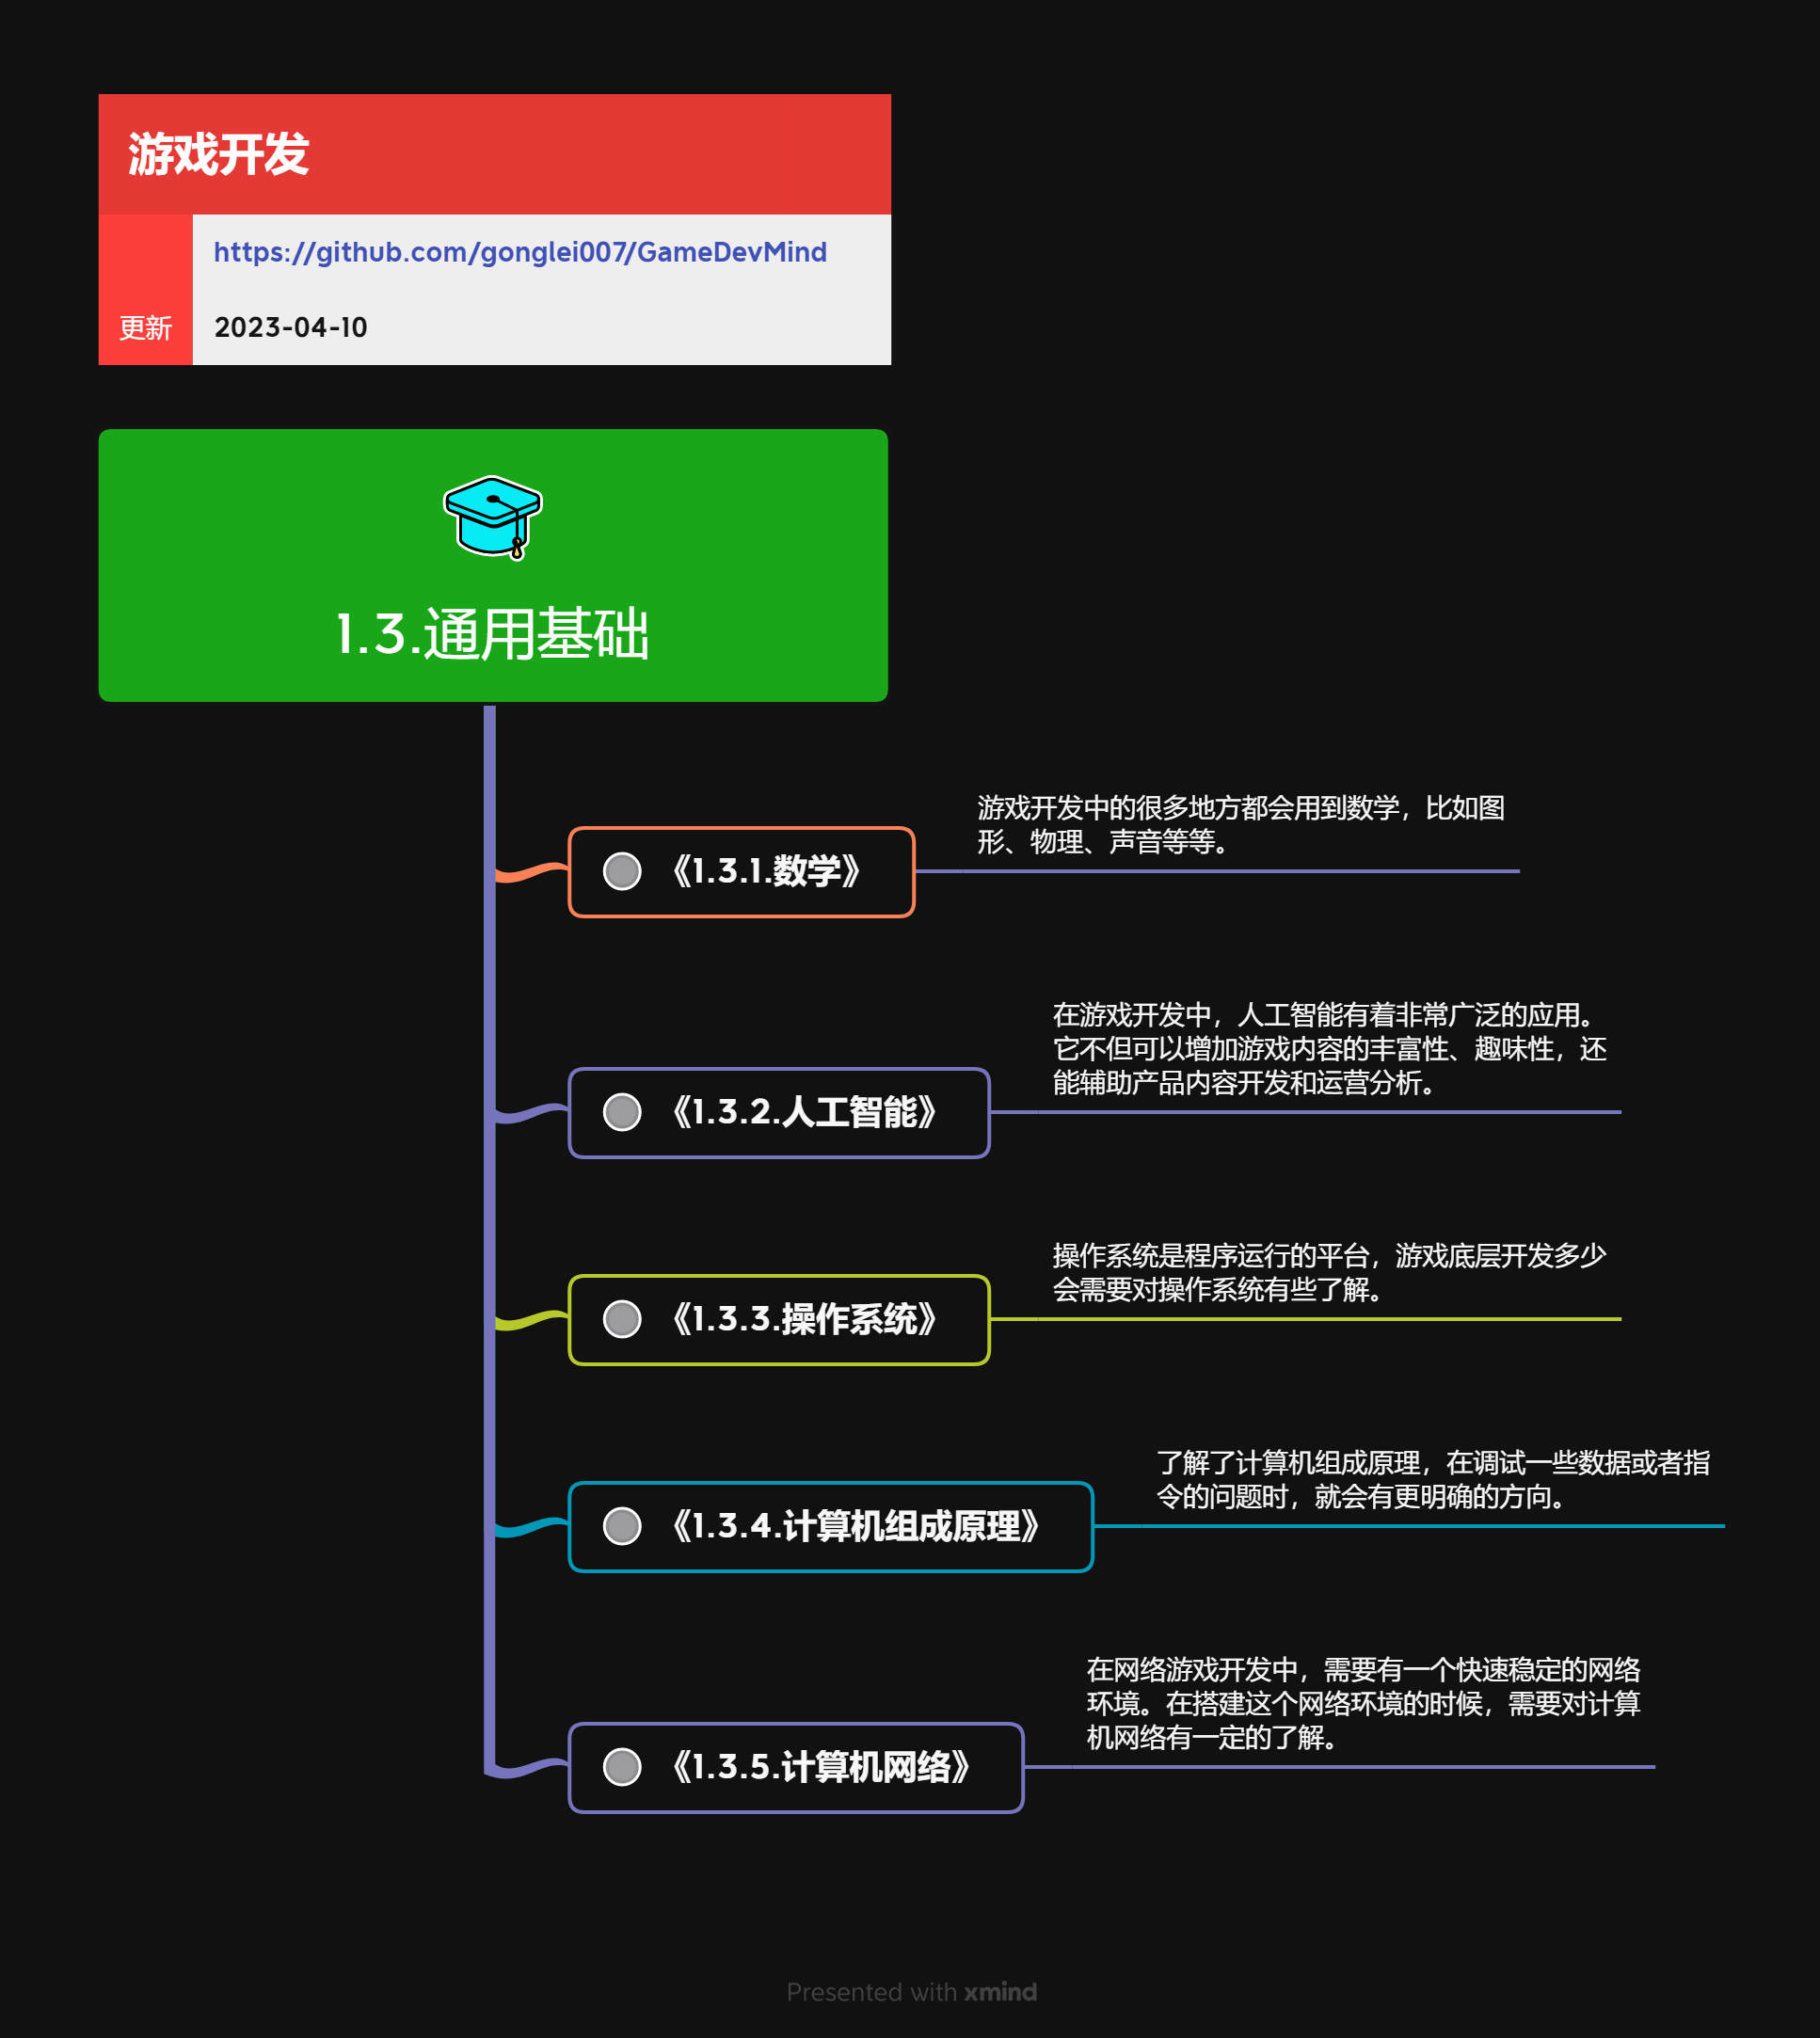 游戏开发
https://github.com/gonglei007/GameDevMind
更新 2023-04-10
1.3.通用基础
游戏开发中的很多地方都会用到数学，比如图
形、物理、声音等等。
《1.3.1.数学》
在游戏开发中，人工智能有着非常广泛的应用。
它不但可以增加游戏内容的丰富性、趣味性，还
能辅助产品内容开发和运营分析。
《1.3.2.人工智能》
操作系统是程序运行的平台，游戏底层开发多少
会需要对操作系统有些了解。
《1.3.3.操作系统》
了解了计算机组成原理，在调试一些数据或者指
令的问题时，就会有更明确的方向。
《1.3.4.计算机组成原理》
在网络游戏开发中，需要有一个快速稳定的网络
环境。在搭建这个网络环境的时候，需要对计算
机网络有一定的了解。
《1.3.5.计算机网络》
Presented with xmind